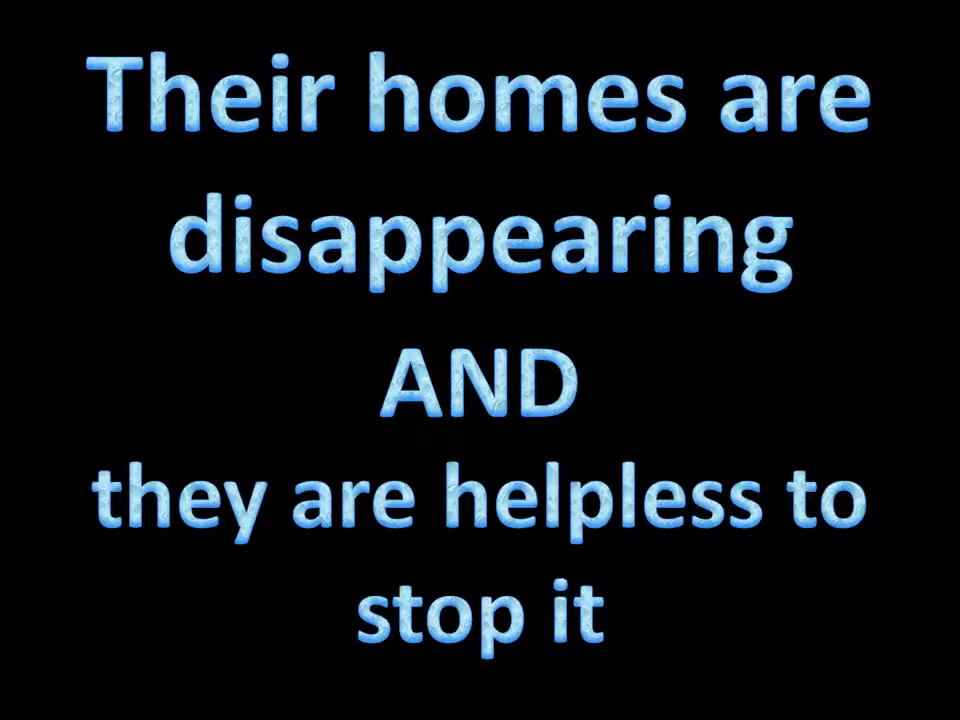 Their homes are
disappearing
AND
they are helpless to
stop it